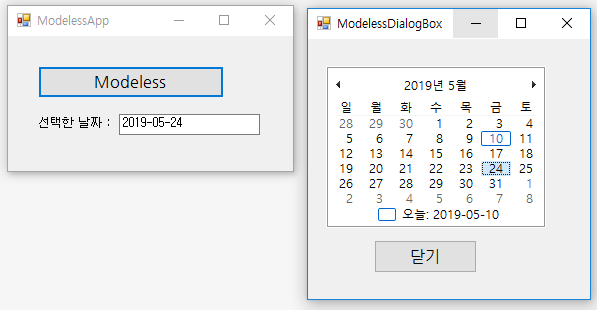 ModelessApp
Modeless
선택한 날짜 : 2019-05-24
ModelessDialogBox
2019년 5월
일 월 화 수 목 금 토
28 29 30 1 2 3 4
5 6 7 8 9 10 11
12 13 14 15 16 17 18
19 20 21 22 23 24 25
26 27 28 29 30 31 1
2 3 4 5 6 7 8
오늘: 2019-05-10
닫기